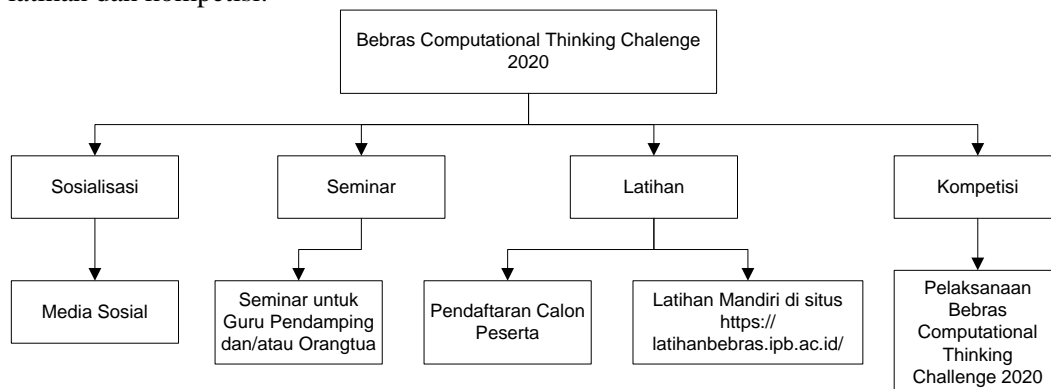 latihan dan kompetisi.
Bebras Computational Thinking Chalenge
2020
Sosialisasi
Seminar
Latihan
Kompetisi
Media Sosial
Seminar untuk
Guru Pendamping
dan/atau Orangtua
Pendaftaran Calon
Peserta
Latihan Mandiri di situs
https://
latihanbebras.ipb.ac.id/
Pelaksanaan
Bebras
Computational
Thinking
Challenge 2020